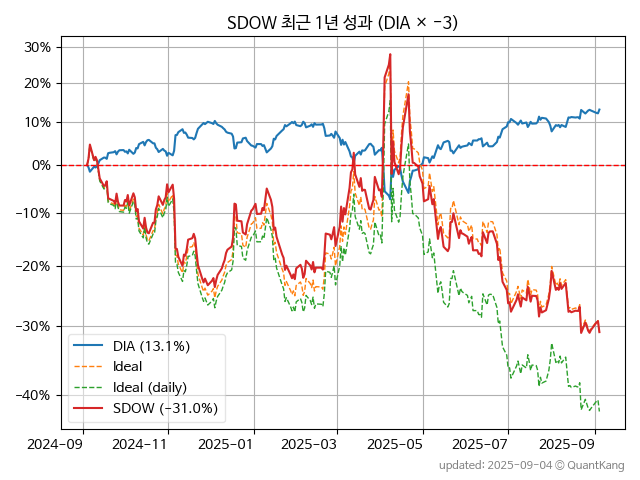 SDOW 최근 1년 성과 (DIA × −3)
30%
20%
10%
0%
−10%
−20%
−30%
−40%
DIA (13.1%)
Ideal
Ideal (daily)
SDOW (−31.0%)
2024-09
2024-11
2025-01
2025-03
2025-05
2025-07
2025-09
updated: 2025-09-04 © QuantKang